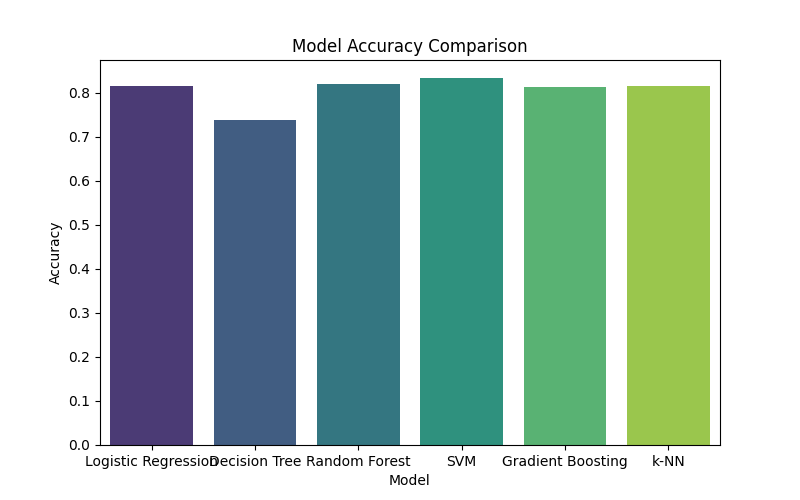 Model Accuracy Comparison
0.8
0.7
0.6
0.5
0.4
0.3
0.2
0.1
0.0
Accuracy
Logistic Regression Decision Tree Random Forest SVM Gradient Boosting k-NN
Model